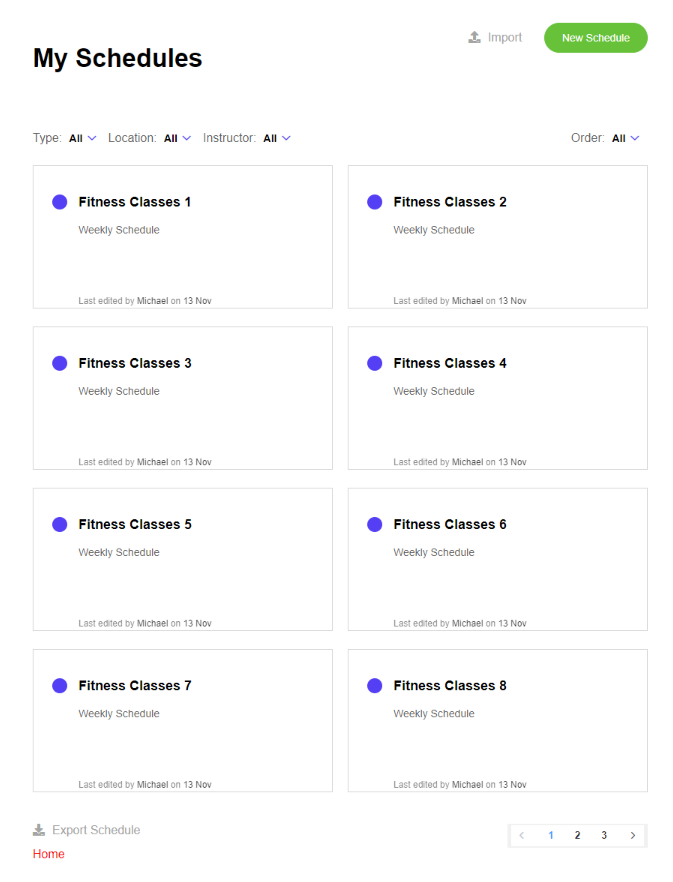 Import
New Schedule
My Schedules
Type: All Location: All Instructor: All Order: All
Fitness Classes 1
Weekly Schedule
Last edited by Michael on 13 Nov
Fitness Classes 2
Weekly Schedule
Last edited by Michael on 13 Nov
Fitness Classes 3
Weekly Schedule
Last edited by Michael on 13 Nov
Fitness Classes 4
Weekly Schedule
Last edited by Michael on 13 Nov
Fitness Classes 5
Weekly Schedule
Last edited by Michael on 13 Nov
Fitness Classes 6
Weekly Schedule
Last edited by Michael on 13 Nov
Fitness Classes 7
Weekly Schedule
Last edited by Michael on 13 Nov
Fitness Classes 8
Weekly Schedule
Last edited by Michael on 13 Nov
Export Schedule
1 2 3
Home